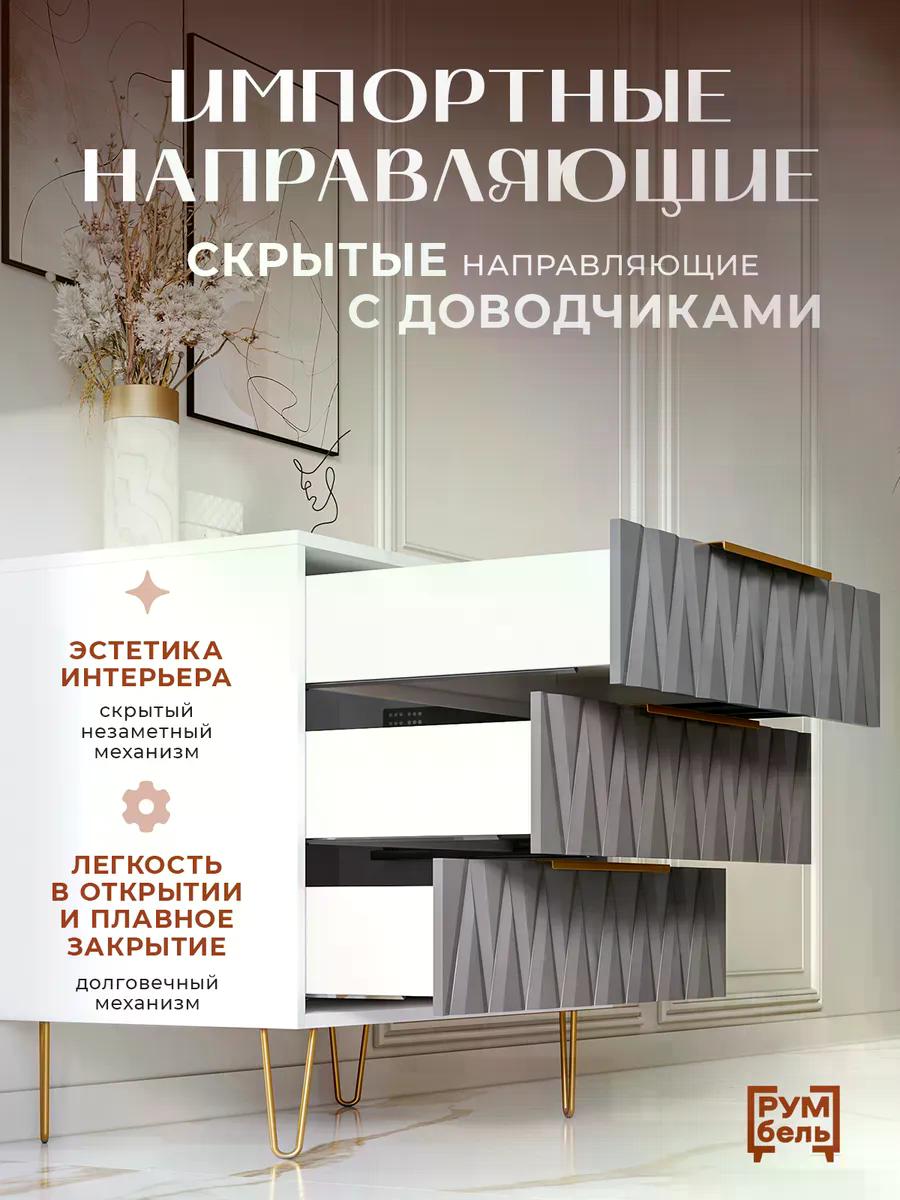 ИМПОРТНЫЕ
НАПРАВЛЯЮЩИЕ
СКРЫТЫЕ НАПРАВЛЯЮЩИЕ
С ДОВОДЧИКАМИ
ЭСТЕТИКА
ИНТЕРЬЕРА
скрытый
незаметный
механизм
ЛЕГКОСТЬ
В ОТКРЫТИИ
И ПЛАВНОЕ
ЗАКРЫТИЕ
долговечный
механизм
РУМ
бель